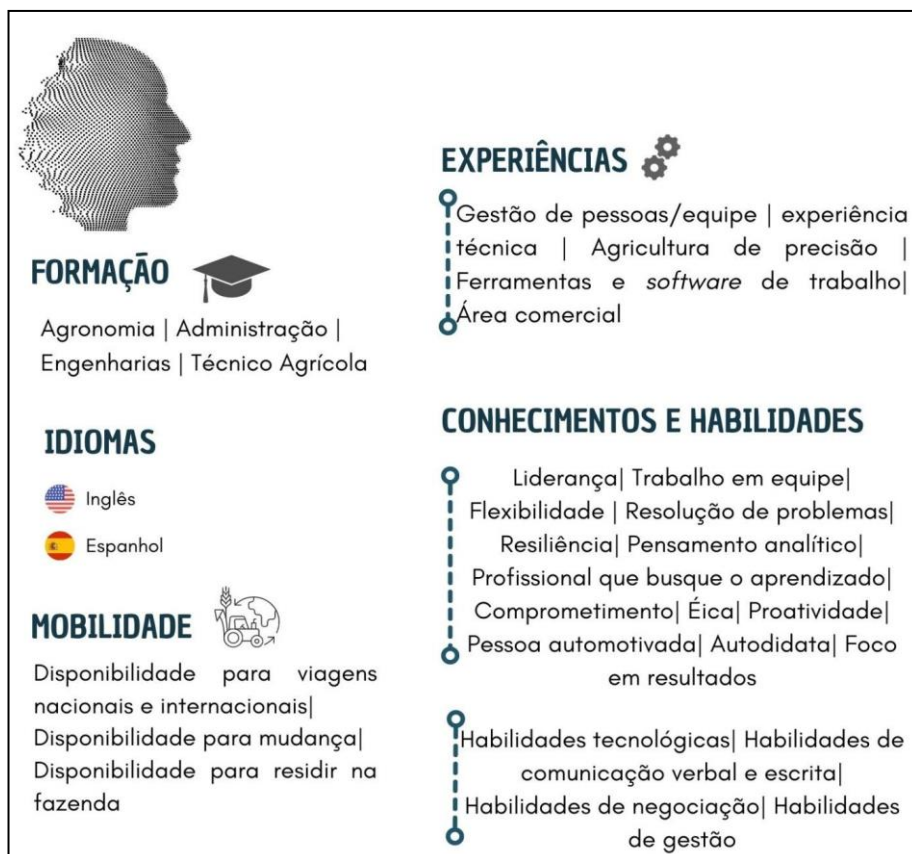 FORMAÇÃO
Agronomia | Administração |
Engenharias | Técnico Agrícola
IDIOMAS
Inglês
Espanhol
MOBILIDADE
Disponibilidade para viagens
nacionais e internacionais|
Disponibilidade para mudança|
Disponibilidade para residir na
fazenda
EXPERIÊNCIAS
Gestão de pessoas/equipe | experiência
técnica | Agricultura de precisão |
Ferramentas e software de trabalho|
Área comercial
CONHECIMENTOS E HABILIDADES
Liderança| Trabalho em equipe|
Flexibilidade | Resolução de problemas|
Resiliência| Pensamento analítico|
Profissional que busque o aprendizado|
Comprometimento| Éica| Proatividade|
Pessoa automotivada| Autodidata| Foco
em resultados
Habilidades tecnológicas| Habilidades de
comunicação verbal e escrita|
Habilidades de negociação| Habilidades
de gestão